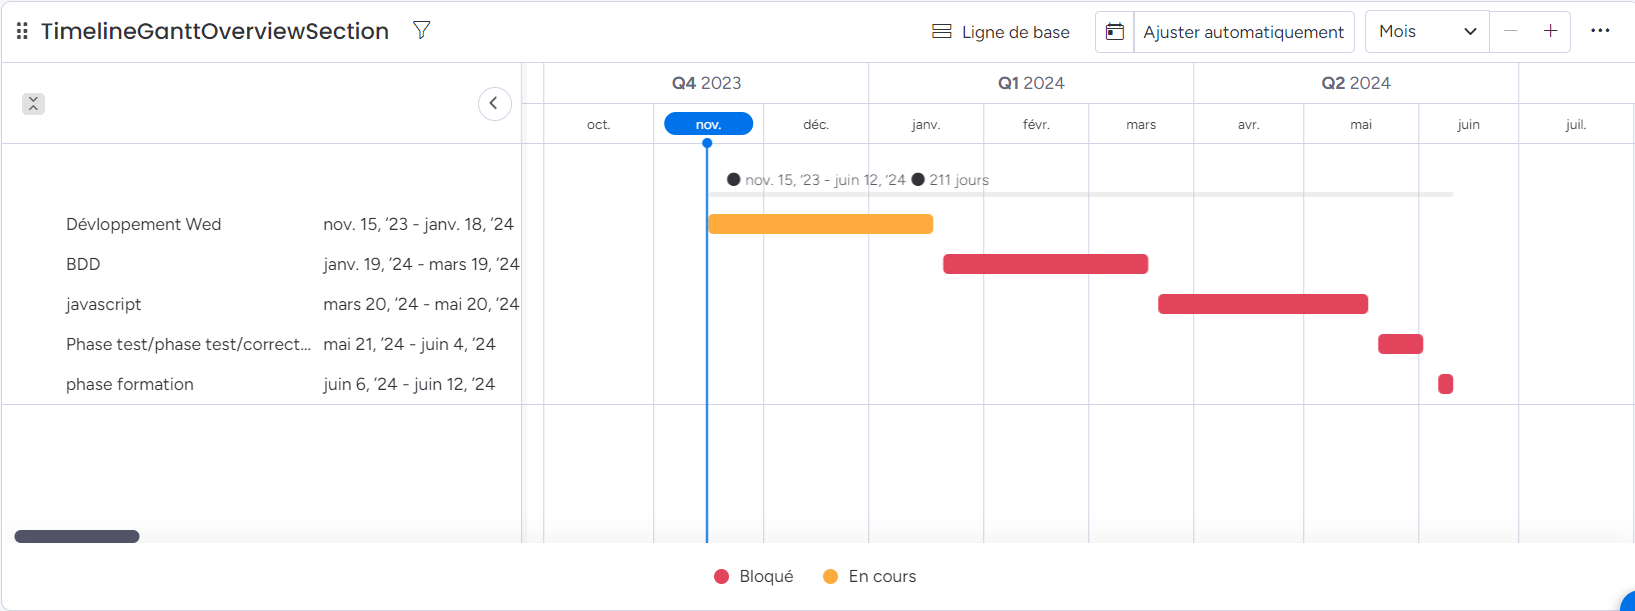 TimelineGanttOverviewSection
Ligne de base
Ajuster automatiquement
Mois
Q4 2023
Q1 2024
Q2 2024
oct.
nov.
déc.
janv.
févr.
mars
avr.
mai
juin
juil.
nov. 15, ’23 - juin 12, ’24 ● 211 jours
Dévloppement Wed nov. 15, ’23 - janv. 18, ’24
BDD janv. 19, ’24 - mars 19, ’24
javascript mars 20, ’24 - mai 20, ’24
Phase test/phase test/correct... mai 21, ’24 - juin 4, ’24
phase formation juin 6, ’24 - juin 12, ’24
Bloqué
En cours